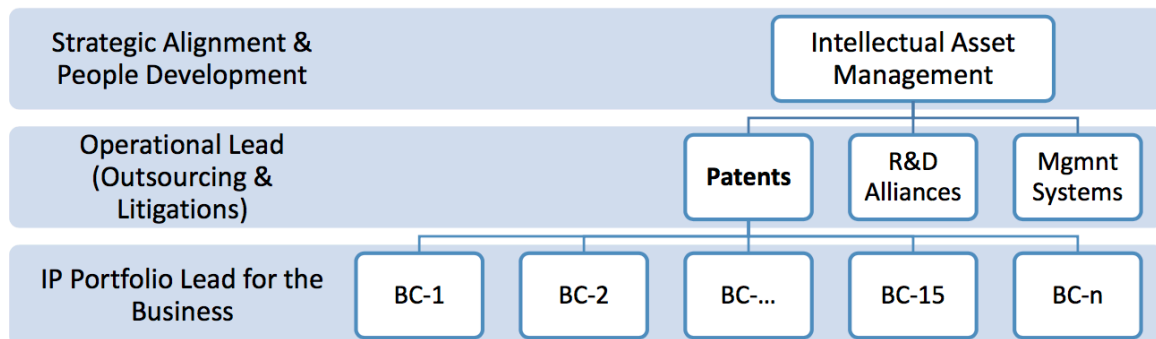 Strategic Alignment &
People Development
Intellectual Asset
Management
Operational Lead
(Outsourcing &
Litigations)
Patents
R&D
Alliances
Mgmnt
Systems
IP Portfolio Lead for the
Business
BC-1
BC-2
BC-...
BC-15
BC-n